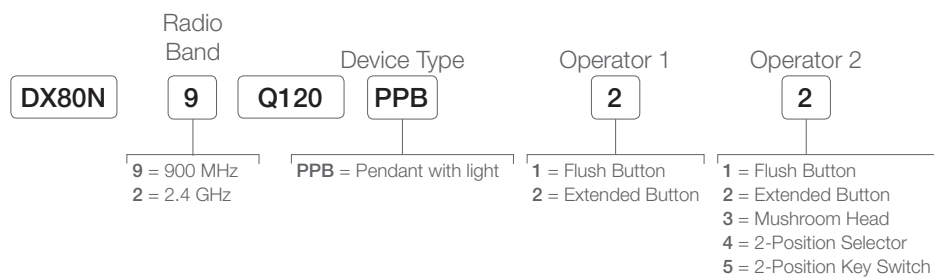 Radio
Band
Device Type
Operator 1
Operator 2
DX80N 9 Q120 PPB 2 2
9 = 900 MHz
2 = 2.4 GHz
PPB = Pendant with light
1 = Flush Button
2 = Extended Button
1 = Flush Button
2 = Extended Button
3 = Mushroom Head
4 = 2-Position Selector
5 = 2-Position Key Switch